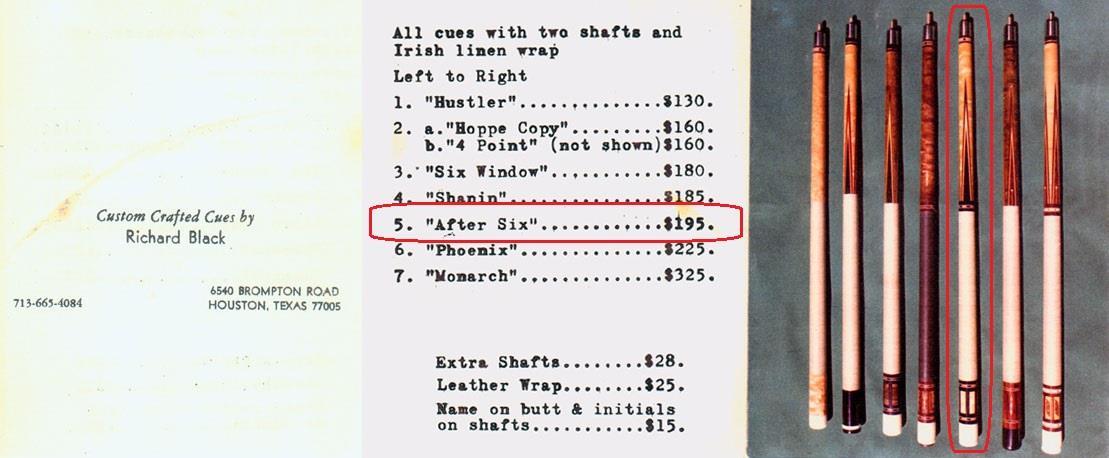 Custom Crafted Cues by
Richard Black
713-665-4084
6540 BROMPTON ROAD
HOUSTON, TEXAS 77005
All cues with two shafts and
Irish linen wrap
Left to Right
1. "Hustler"..............$130.
2. a."Hoppe Copy".........$160.
b."4 Point" (not shown)$160.
3. "Six Window"...........$180.
4. "Shanin"...............$185.
5. "After Six"............$195.
6. "Phoenix"..............$225.
7. "Monarch"..............$325.
Extra Shafts........$28.
Leather Wrap........$25.
Name on butt & initials
on shafts...........$15.